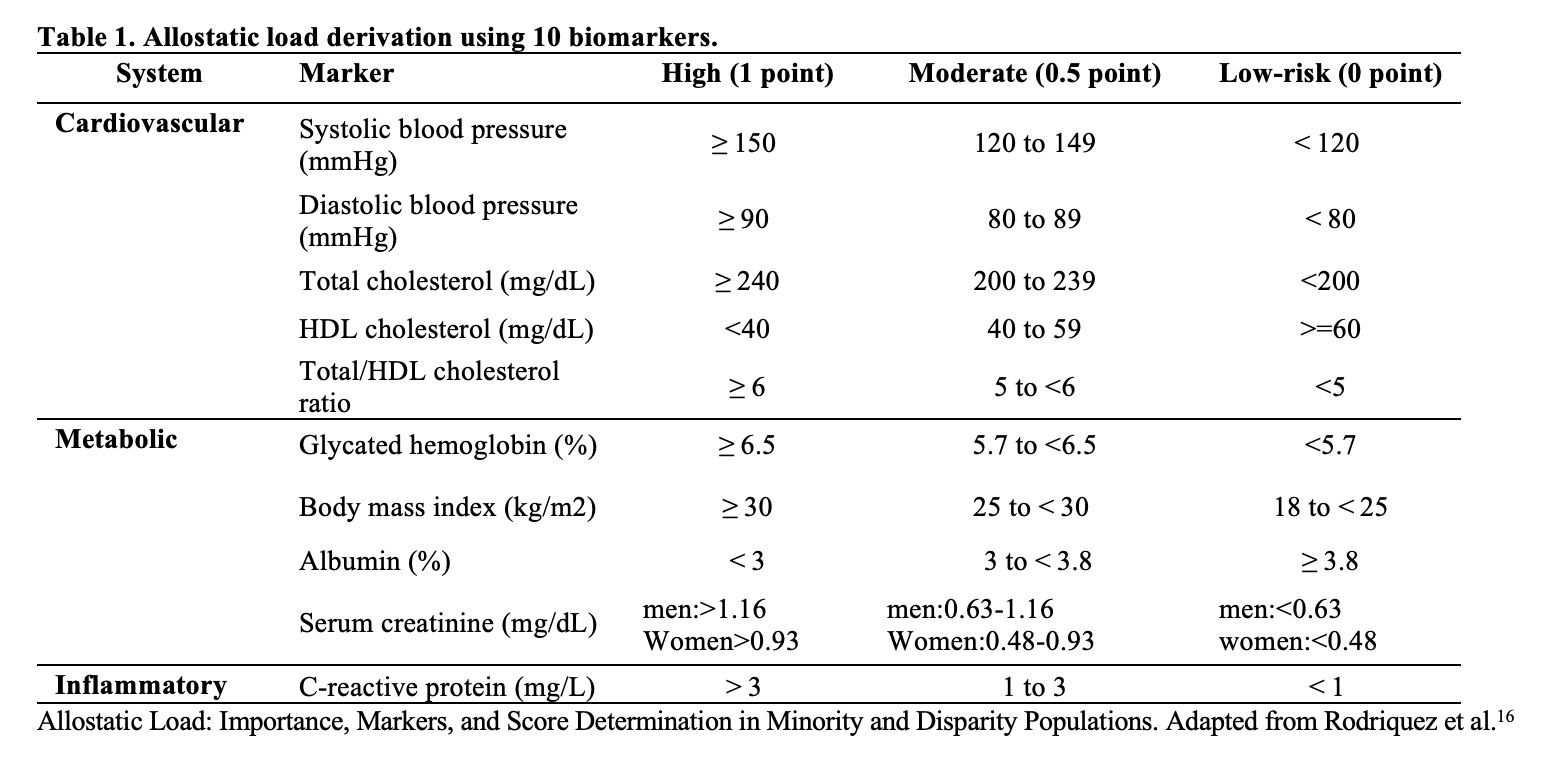 Table 1. Allostatic load derivation using 10 biomarkers.
System Marker High (1 point) Moderate (0.5 point) Low-risk (0 point)
Cardiovascular Systolic blood pressure (mmHg) ≥ 150 120 to 149 < 120
Diastolic blood pressure (mmHg) ≥ 90 80 to 89 < 80
Total cholesterol (mg/dL) ≥ 240 200 to 239 <200
HDL cholesterol (mg/dL) <40 40 to 59 >=60
Total/HDL cholesterol ratio ≥ 6 5 to <6 <5
Metabolic Glycated hemoglobin (%) ≥ 6.5 5.7 to <6.5 <5.7
Body mass index (kg/m2) ≥ 30 25 to < 30 18 to < 25
Albumin (%) < 3 3 to < 3.8 ≥ 3.8
Serum creatinine (mg/dL) men:>1.16 Women>0.93 men:0.63-1.16 Women:0.48-0.93 men:<0.63 women:<0.48
Inflammatory C-reactive protein (mg/L) > 3 1 to 3 < 1
Allostatic Load: Importance, Markers, and Score Determination in Minority and Disparity Populations. Adapted from Rodriquez et al.16